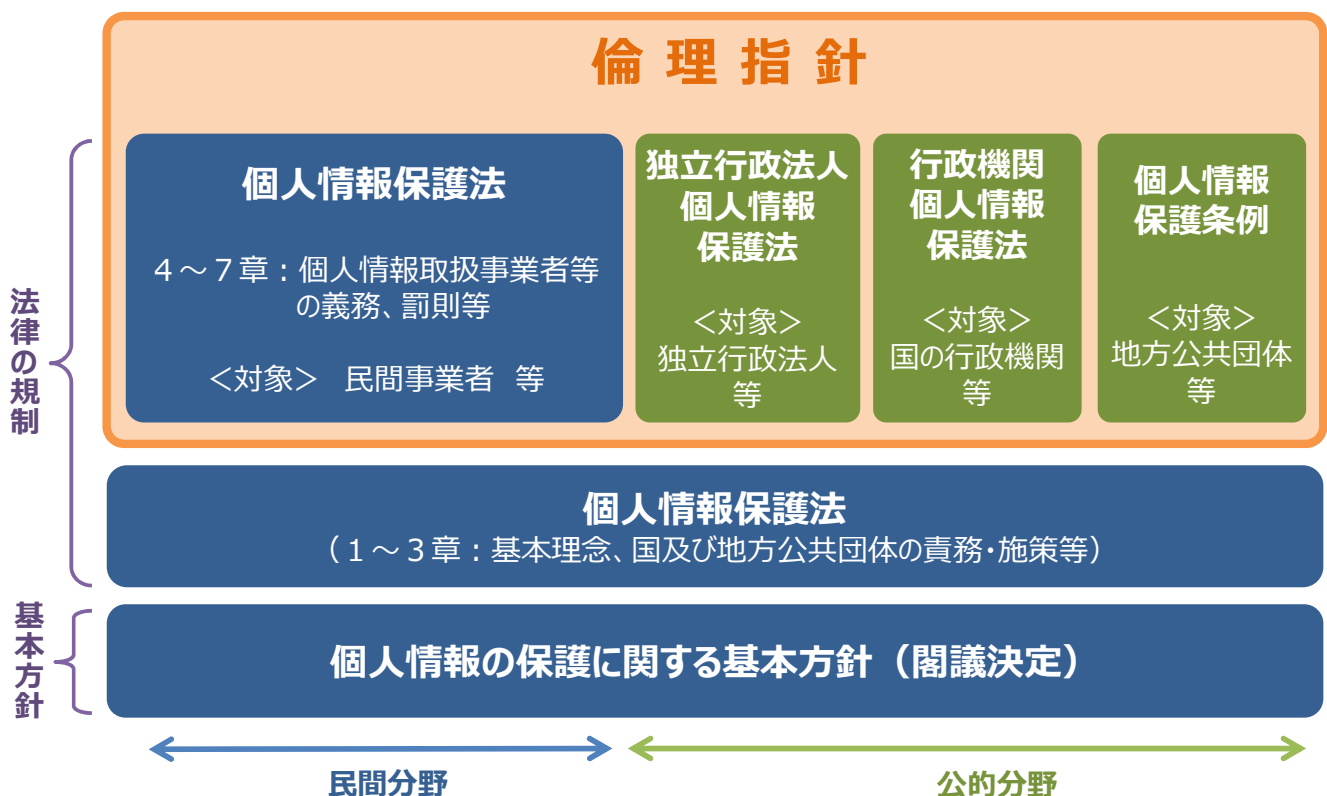 倫理指針
個人情報保護法
4～7章：個人情報取扱事業者等
の義務、罰則等
＜対象＞ 民間事業者 等
独立行政法人
個人情報
保護法
＜対象＞
独立行政法人
等
行政機関
個人情報
保護法
＜対象＞
国の行政機関
等
個人情報
保護条例
＜対象＞
地方公共団体
等
法律の規制
個人情報保護法
（１～３章：基本理念、国及び地方公共団体の責務・施策等）
基本方針
個人情報の保護に関する基本方針（閣議決定）
民間分野
公的分野